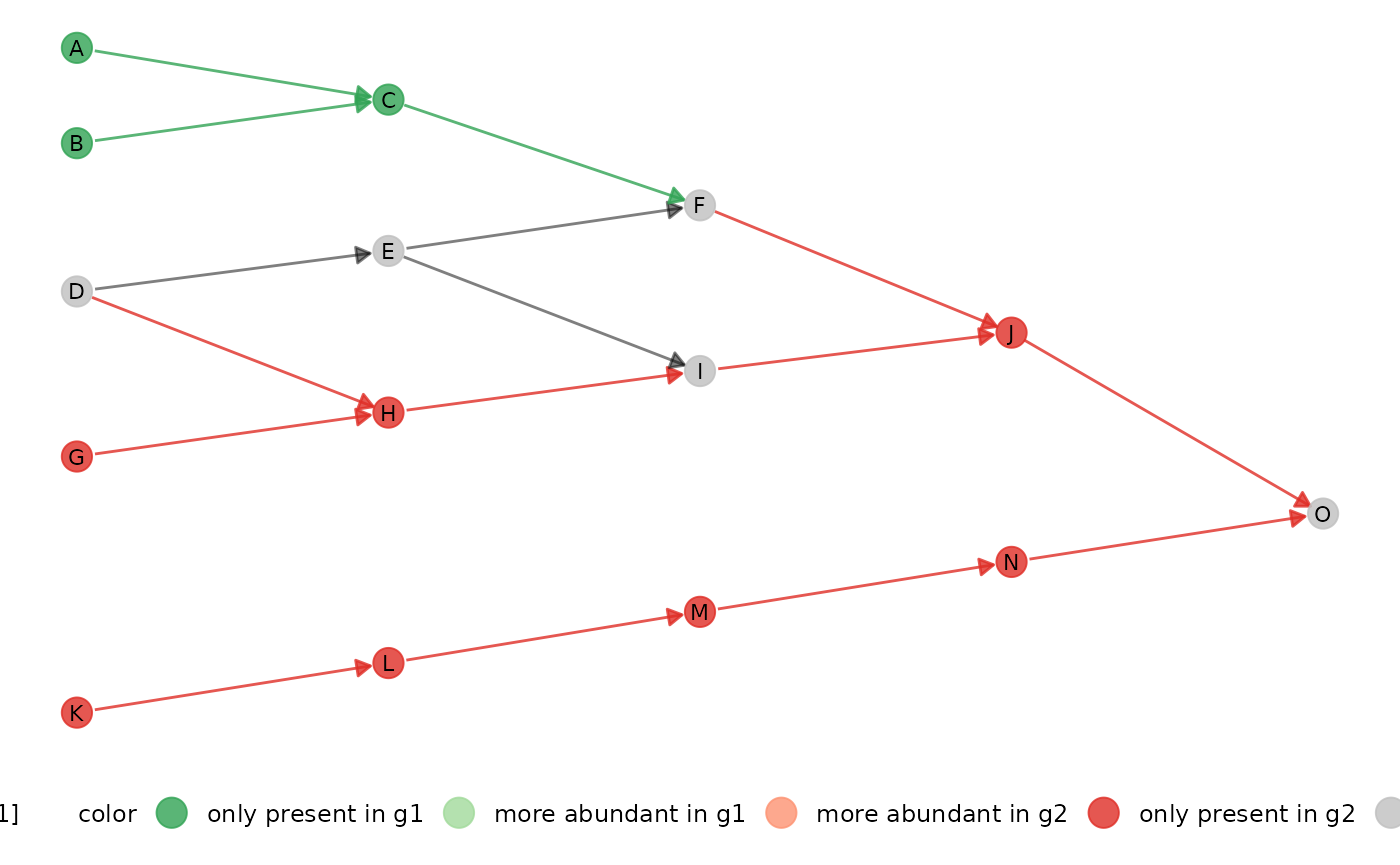 A
C
B
F
E
D
J
I
H
G
O
N
M
L
K
1] color only present in g1 more abundant in g1 more abundant in g2 only present in g2